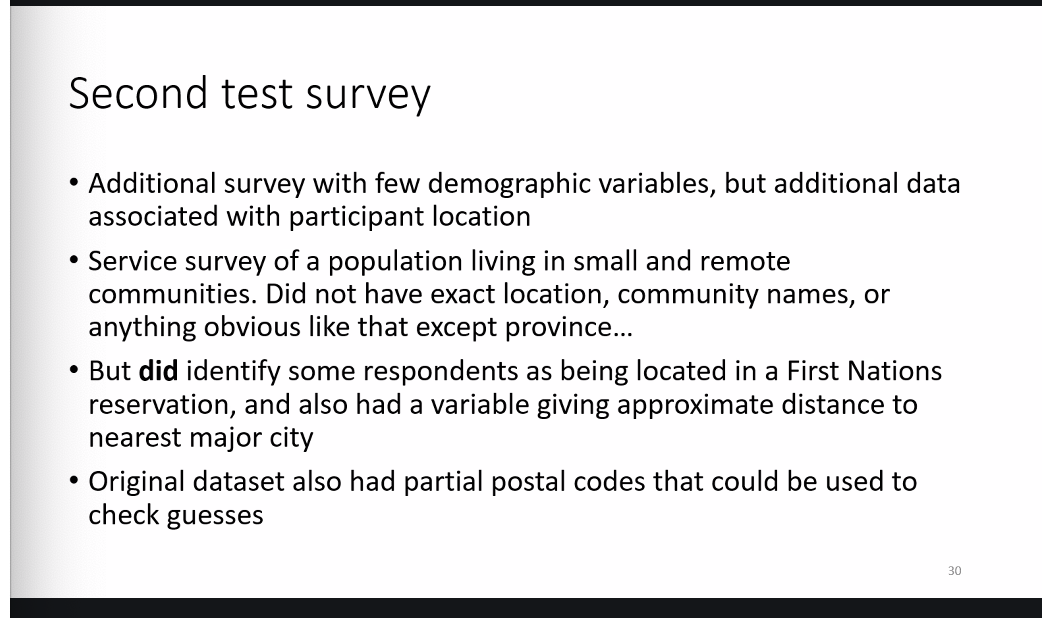 Second test survey
• Additional survey with few demographic variables, but additional data
associated with participant location
• Service survey of a population living in small and remote
communities. Did not have exact location, community names, or
anything obvious like that except province…
• But did identify some respondents as being located in a First Nations
reservation, and also had a variable giving approximate distance to
nearest major city
• Original dataset also had partial postal codes that could be used to
check guesses
30